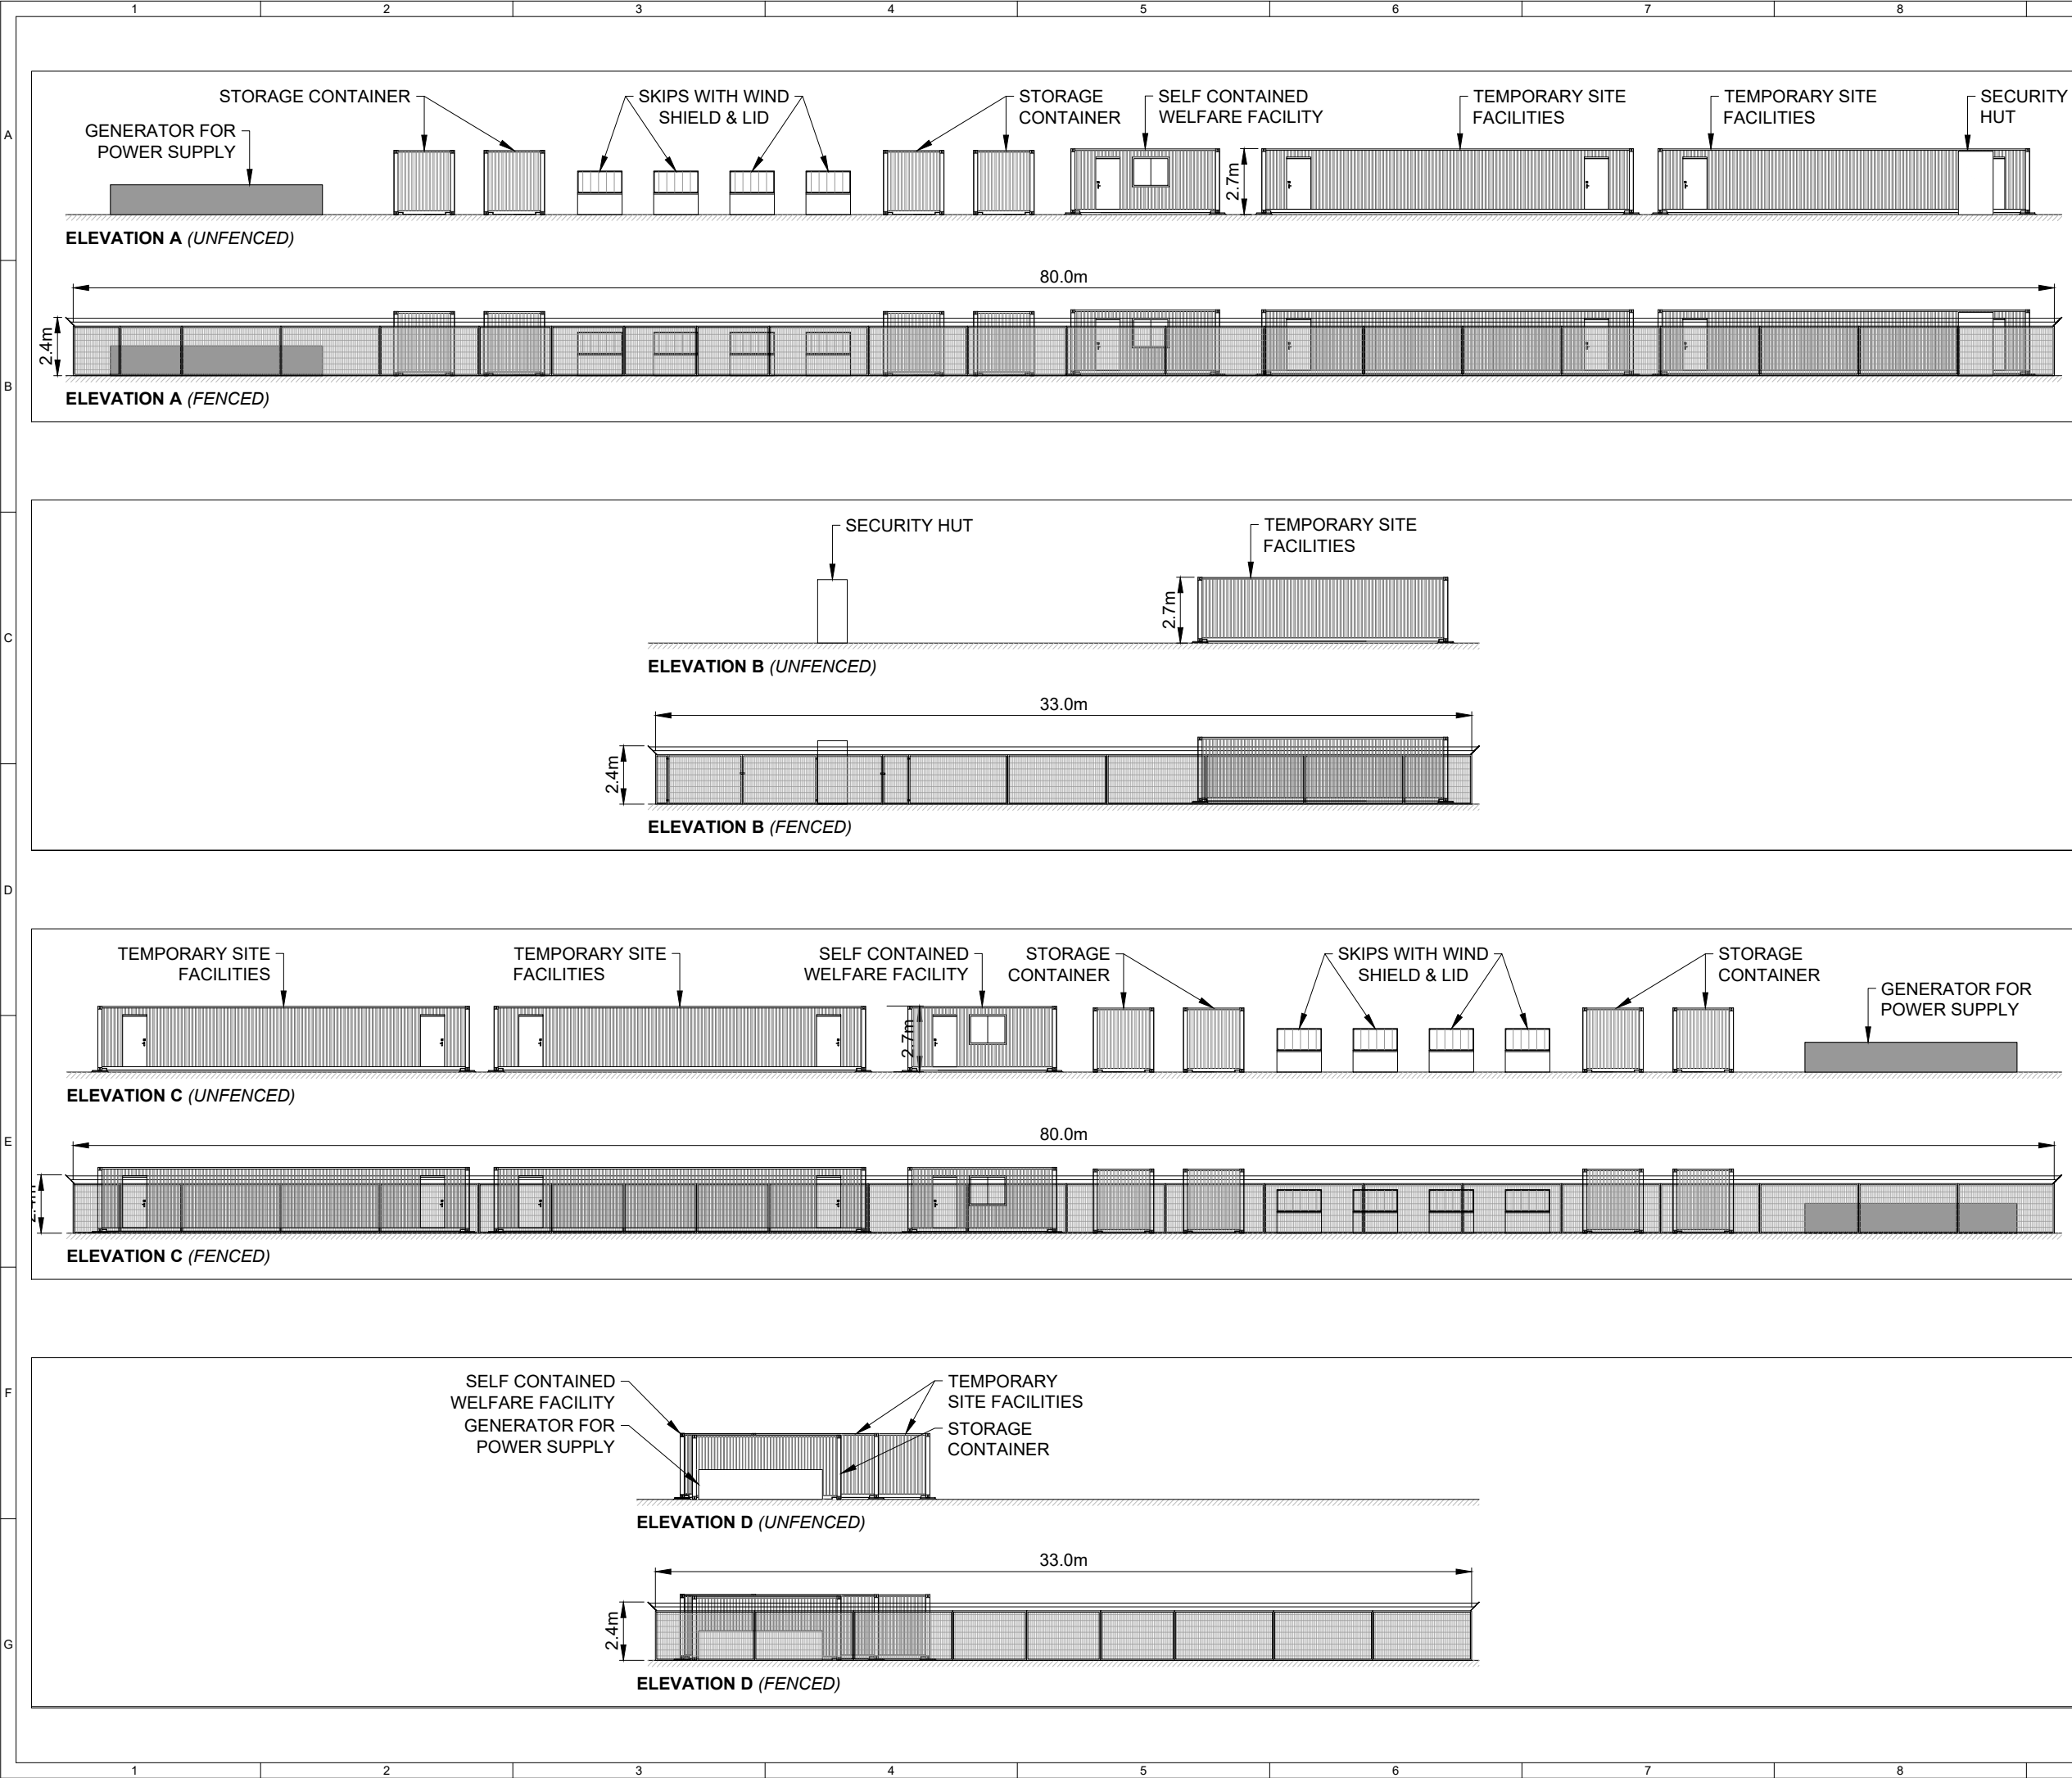 1 2 3 4 5 6 7 8
A
STORAGE CONTAINER
SKIPS WITH WIND
SHIELD & LID
STORAGE
CONTAINER
SELF CONTAINED
WELFARE FACILITY
TEMPORARY SITE
FACILITIES
TEMPORARY SITE
FACILITIES
SECURITY
HUT
GENERATOR FOR
POWER SUPPLY
2.7m
ELEVATION A (UNFENCED)
80.0m
2.4m
B
ELEVATION A (FENCED)
SECURITY HUT
TEMPORARY SITE
FACILITIES
2.7m
C
ELEVATION B (UNFENCED)
33.0m
2.4m
ELEVATION B (FENCED)
D
TEMPORARY SITE
FACILITIES
TEMPORARY SITE
FACILITIES
SELF CONTAINED
WELFARE FACILITY
STORAGE
CONTAINER
SKIPS WITH WIND
SHIELD & LID
STORAGE
CONTAINER
GENERATOR FOR
POWER SUPPLY
2.7m
ELEVATION C (UNFENCED)
E
80.0m
ELEVATION C (FENCED)
F
SELF CONTAINED
WELFARE FACILITY
GENERATOR FOR
POWER SUPPLY
TEMPORARY
SITE FACILITIES
STORAGE
CONTAINER
ELEVATION D (UNFENCED)
33.0m
2.4m
G
ELEVATION D (FENCED)
1 2 3 4 5 6 7 8